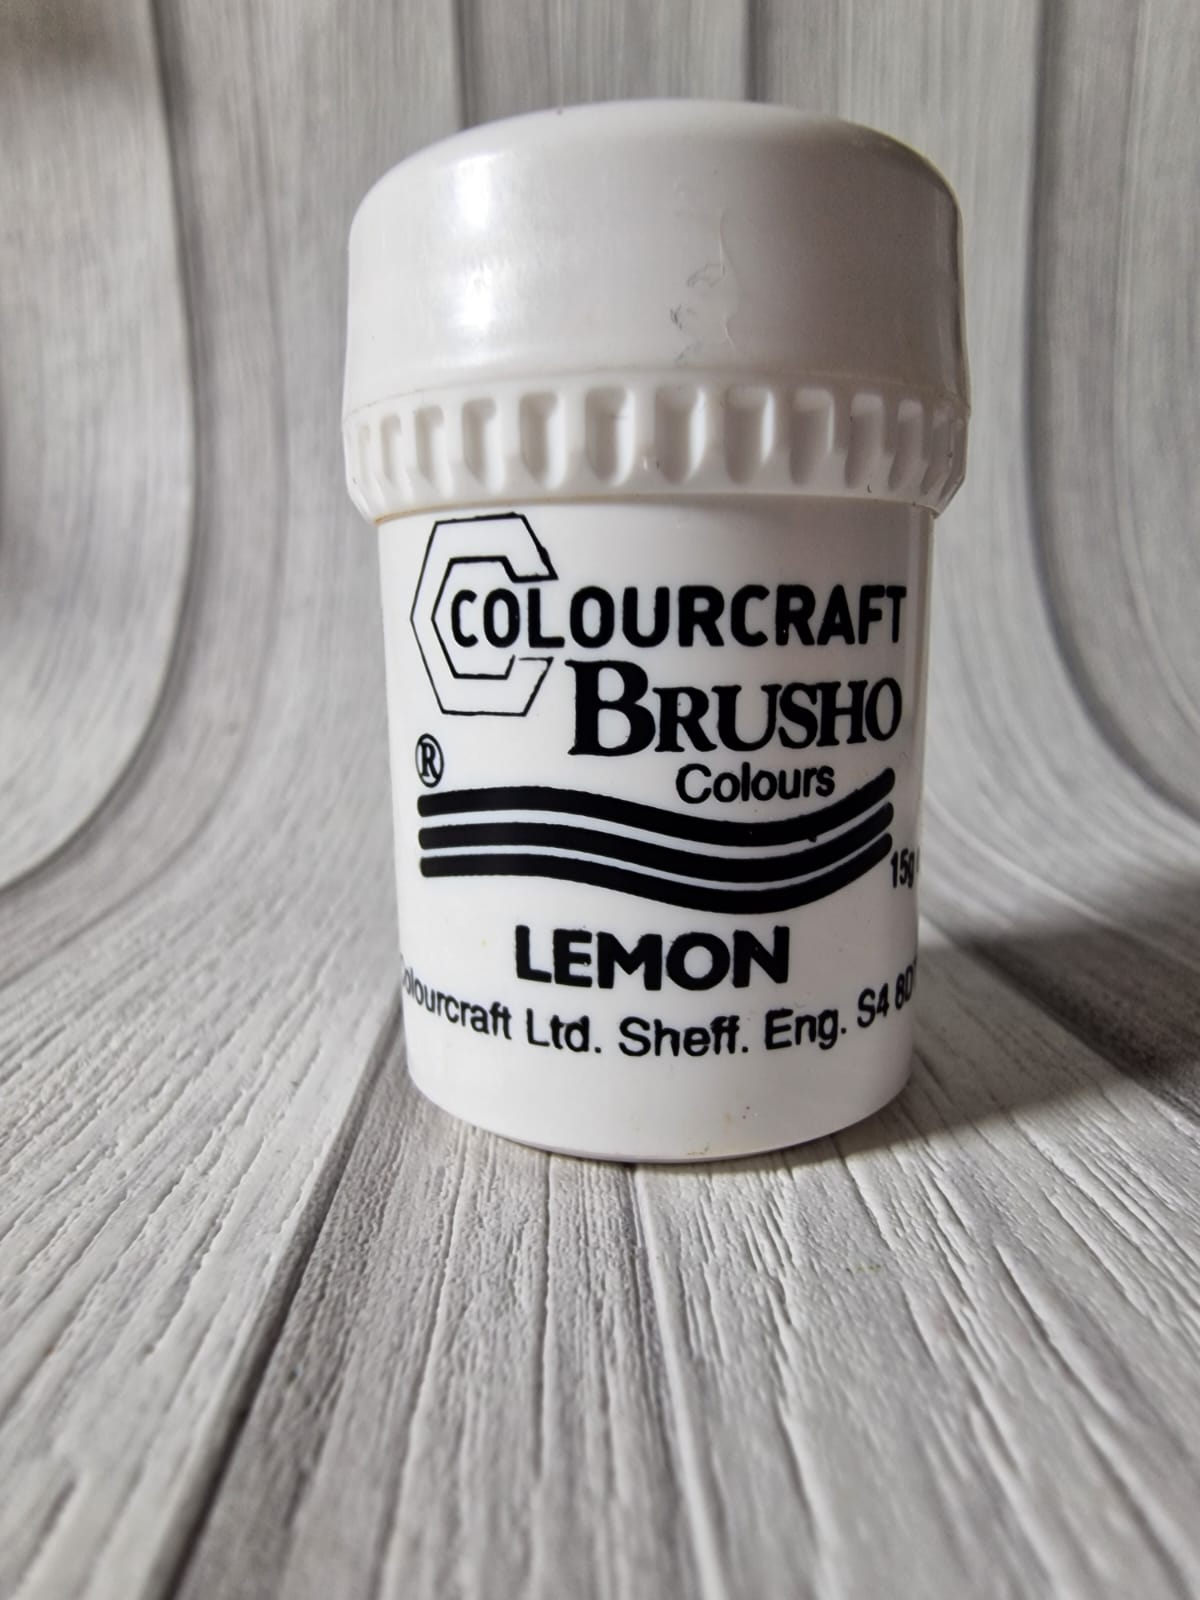 COLOURCRAFT
BRUSHO
®
Colours
15g
LEMON
Colourcraft Ltd. Sheff. Eng. S4